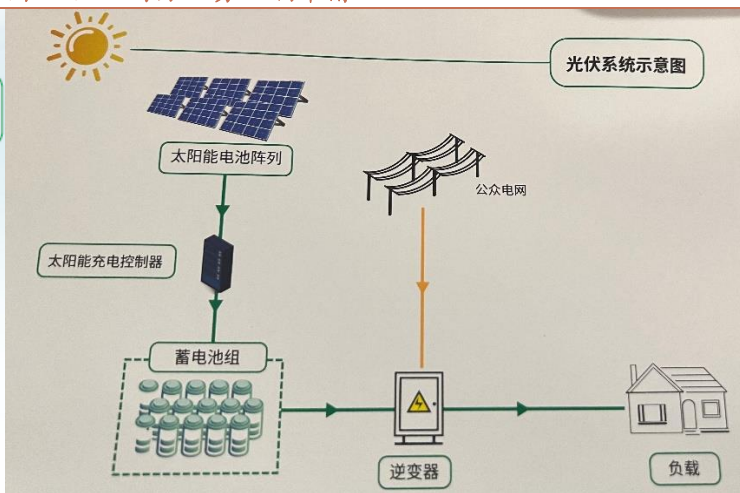 光伏系统示意图
太阳能电池阵列
公众电网
太阳能充电控制器
蓄电池组
逆变器
负载